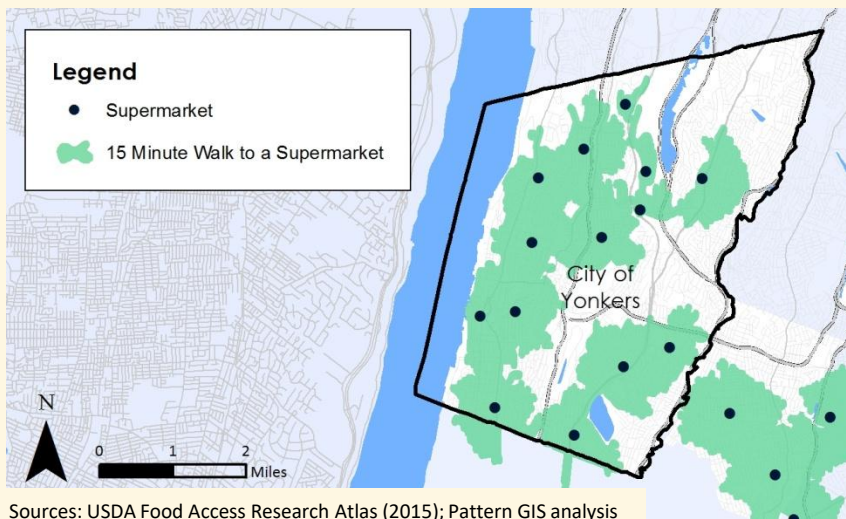 Legend
Supermarket
15 Minute Walk to a Supermarket
City of
Yonkers
N
0 1 2
Miles
Sources: USDA Food Access Research Atlas (2015); Pattern GIS analysis